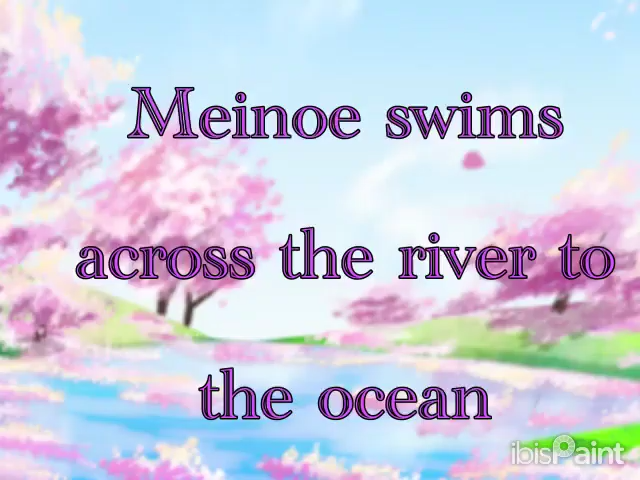 Meinoe swims
across the river to
the ocean
ibisPaint